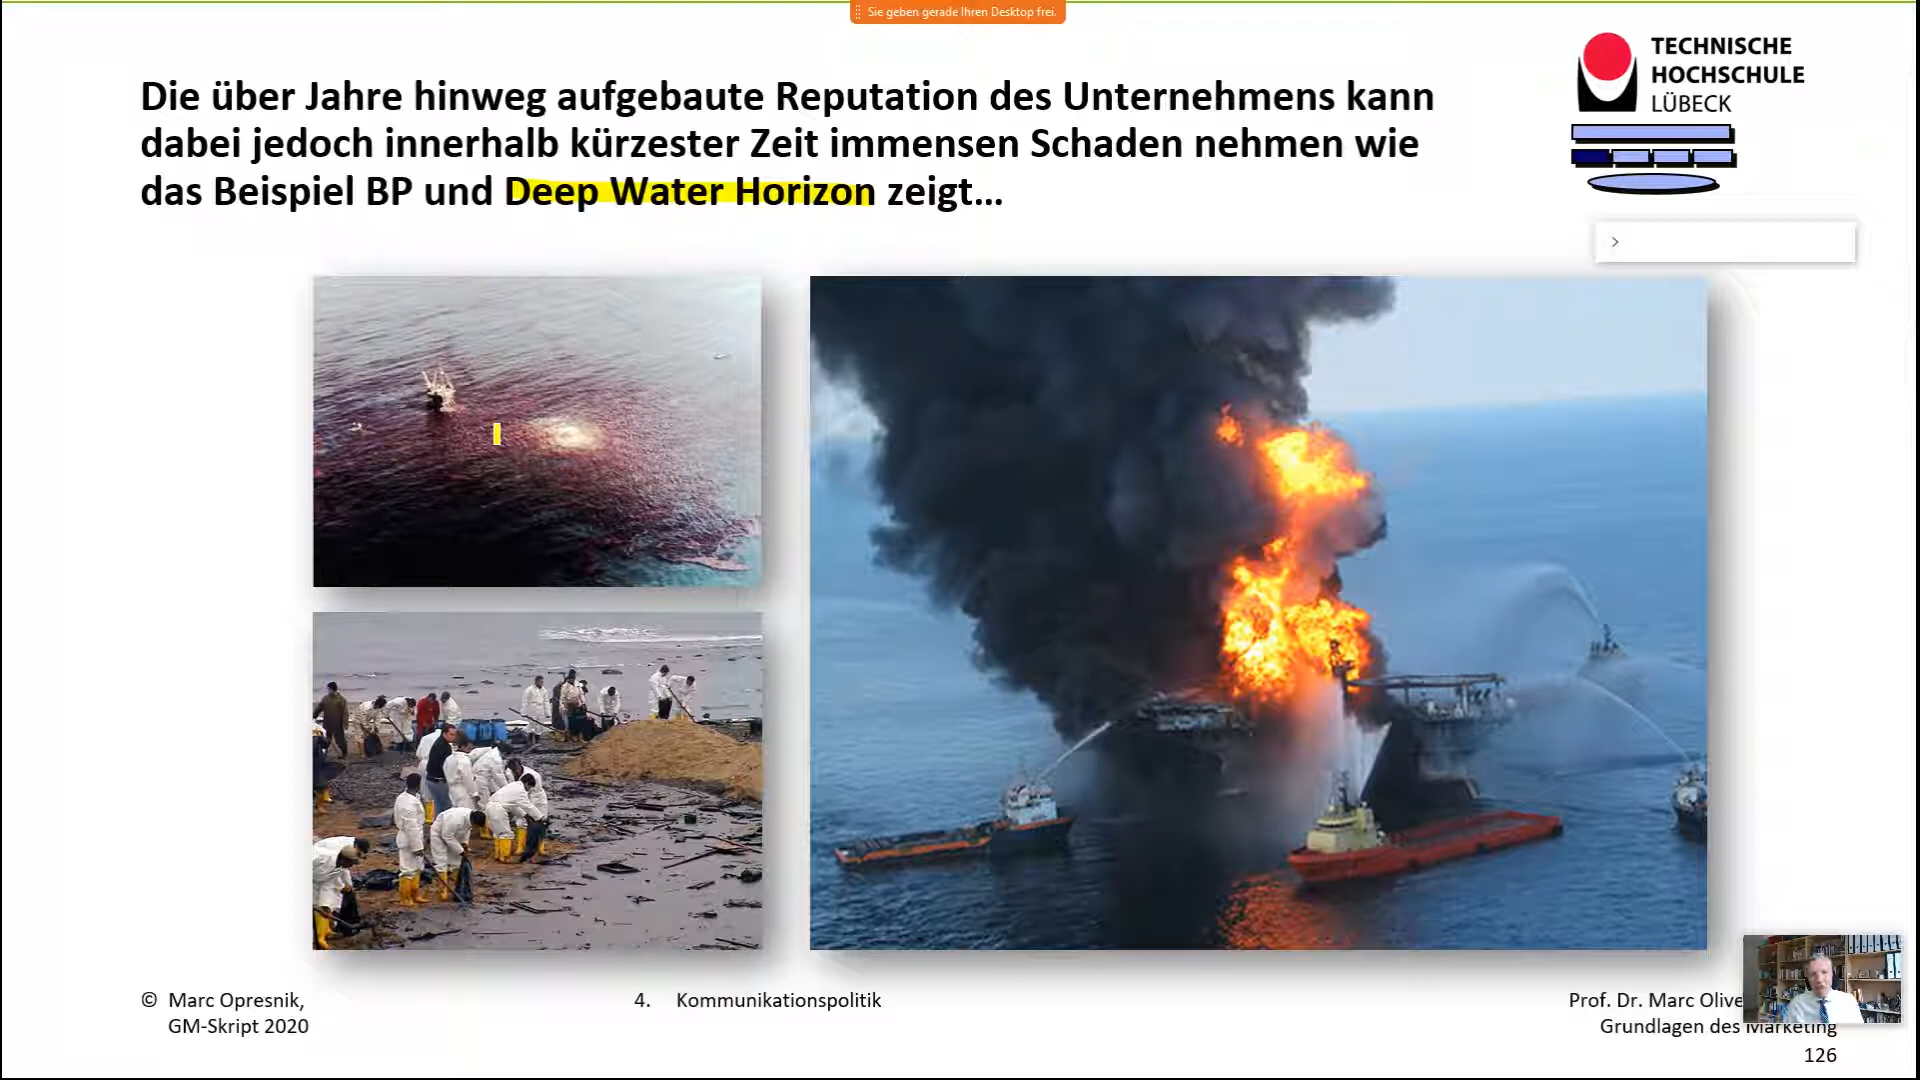 Sie geben gerade Ihren Desktop frei.
Die über Jahre hinweg aufgebaute Reputation des Unternehmens kann
dabei jedoch innerhalb kürzester Zeit immensen Schaden nehmen wie
das Beispiel BP und Deep Water Horizon zeigt…
TECHNISCHE
HOCHSCHULE
LÜBECK
© Marc Opresnik,
GM-Skript 2020
4. Kommunikationspolitik
Prof. Dr. Marc
Grundlagen des Marketing
126